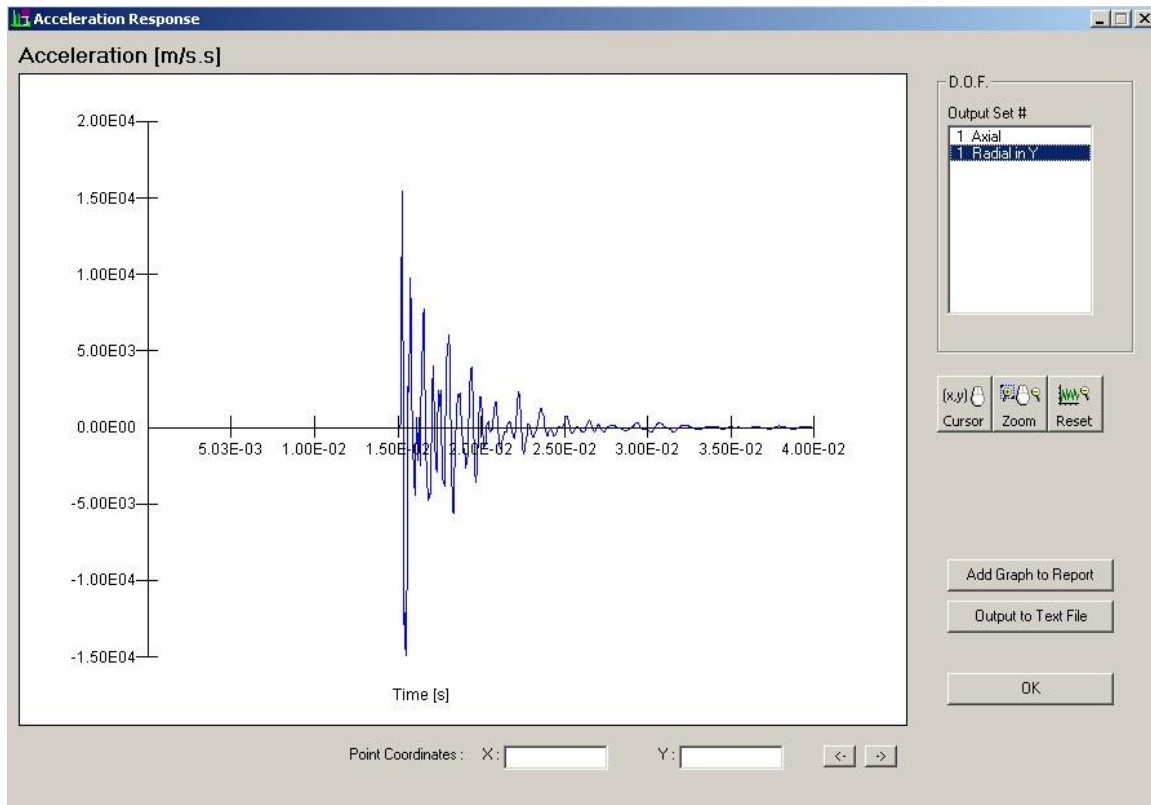 Acceleration Response
Acceleration [m/s.s]
2.00E04
1.50E04
1.00E04
5.00E03
0.00E00
-5.00E03
-1.00E04
-1.50E04
5.03E-03 1.00E-02 1.50E-02 2.00E-02 2.50E-02 3.00E-02 3.50E-02 4.00E-02
Time [s]
D.O.F.
Output Set #
1 Axial
1 Radial in Y
(x,y)
Cursor Zoom Reset
Add Graph to Report
Output to Text File
OK
Point Coordinates : X : Y : <- ->